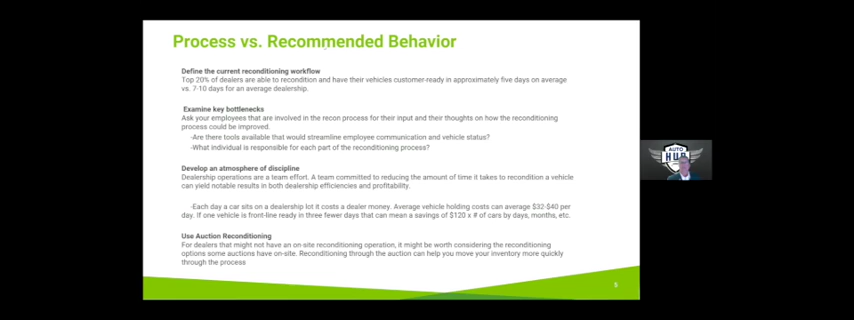 Process vs. Recommended Behavior
Define the current reconditioning workflow
Top 20% of dealers are able to recondition and have their vehicles customer-ready in approximately five days on average
vs. 7-10 days for an average dealership.
Examine key bottlenecks
Ask your employees that are involved in the recon process for their input and their thoughts on how the reconditioning
process could be improved.
-Are there tools available that would streamline employee communication and vehicle status?
-What individual is responsible for each part of the reconditioning process?
Develop an atmosphere of discipline
Dealership operations are a team effort. A team committed to reducing the amount of time it takes to recondition a vehicle
can yield notable results in both dealership efficiencies and profitability.
-Each day a car sits on a dealership lot it costs a dealer money. Average vehicle holding costs can average $32-$40 per
day. If one vehicle is front-line ready in three fewer days that can mean a savings of $120 x # of cars by days, months, etc.
Use Auction Reconditioning
For dealers that might not have an on-site reconditioning operation, it might be worth considering the reconditioning
options some auctions have on-site. Reconditioning through the auction can help you move your inventory more quickly
through the process
5
AUTO
HUB